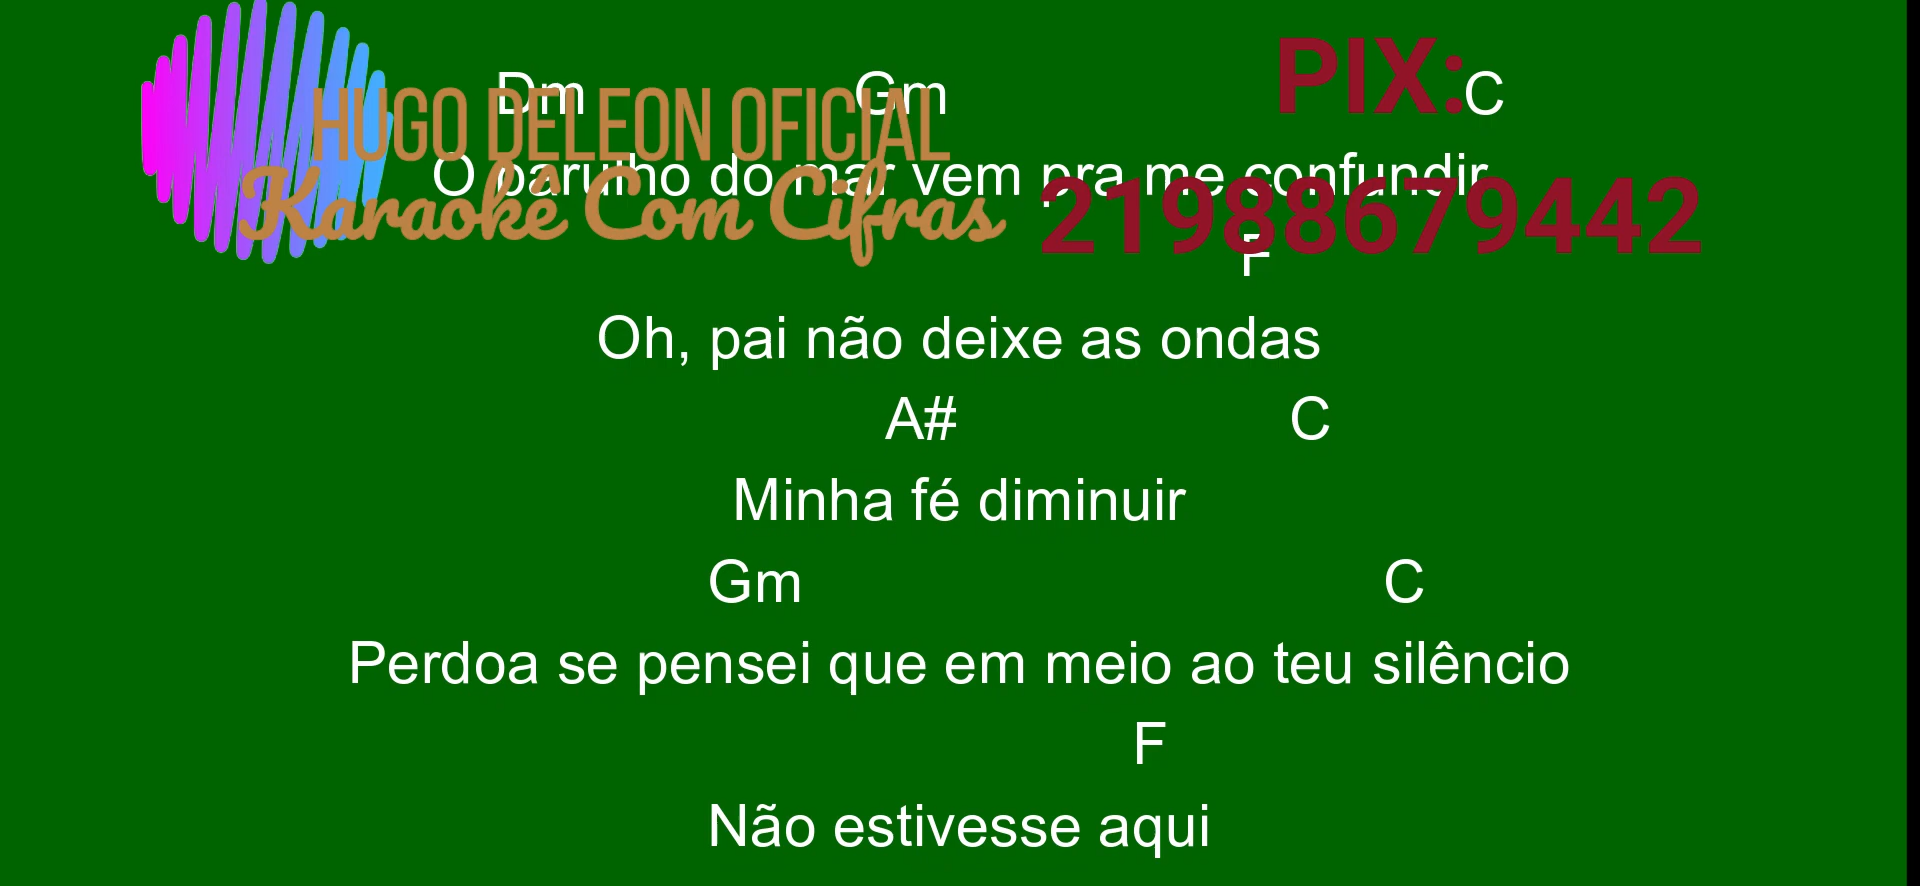 Dm Gm C
PIX:
HUGO DELEON OFICIAL
O barulho do mar vem pra me confundir
Karaokê Com Cifras
21988679442
F
Oh, pai não deixe as ondas
A# C
Minha fé diminuir
Gm C
Perdoa se pensei que em meio ao teu silêncio
F
Não estivesse aqui